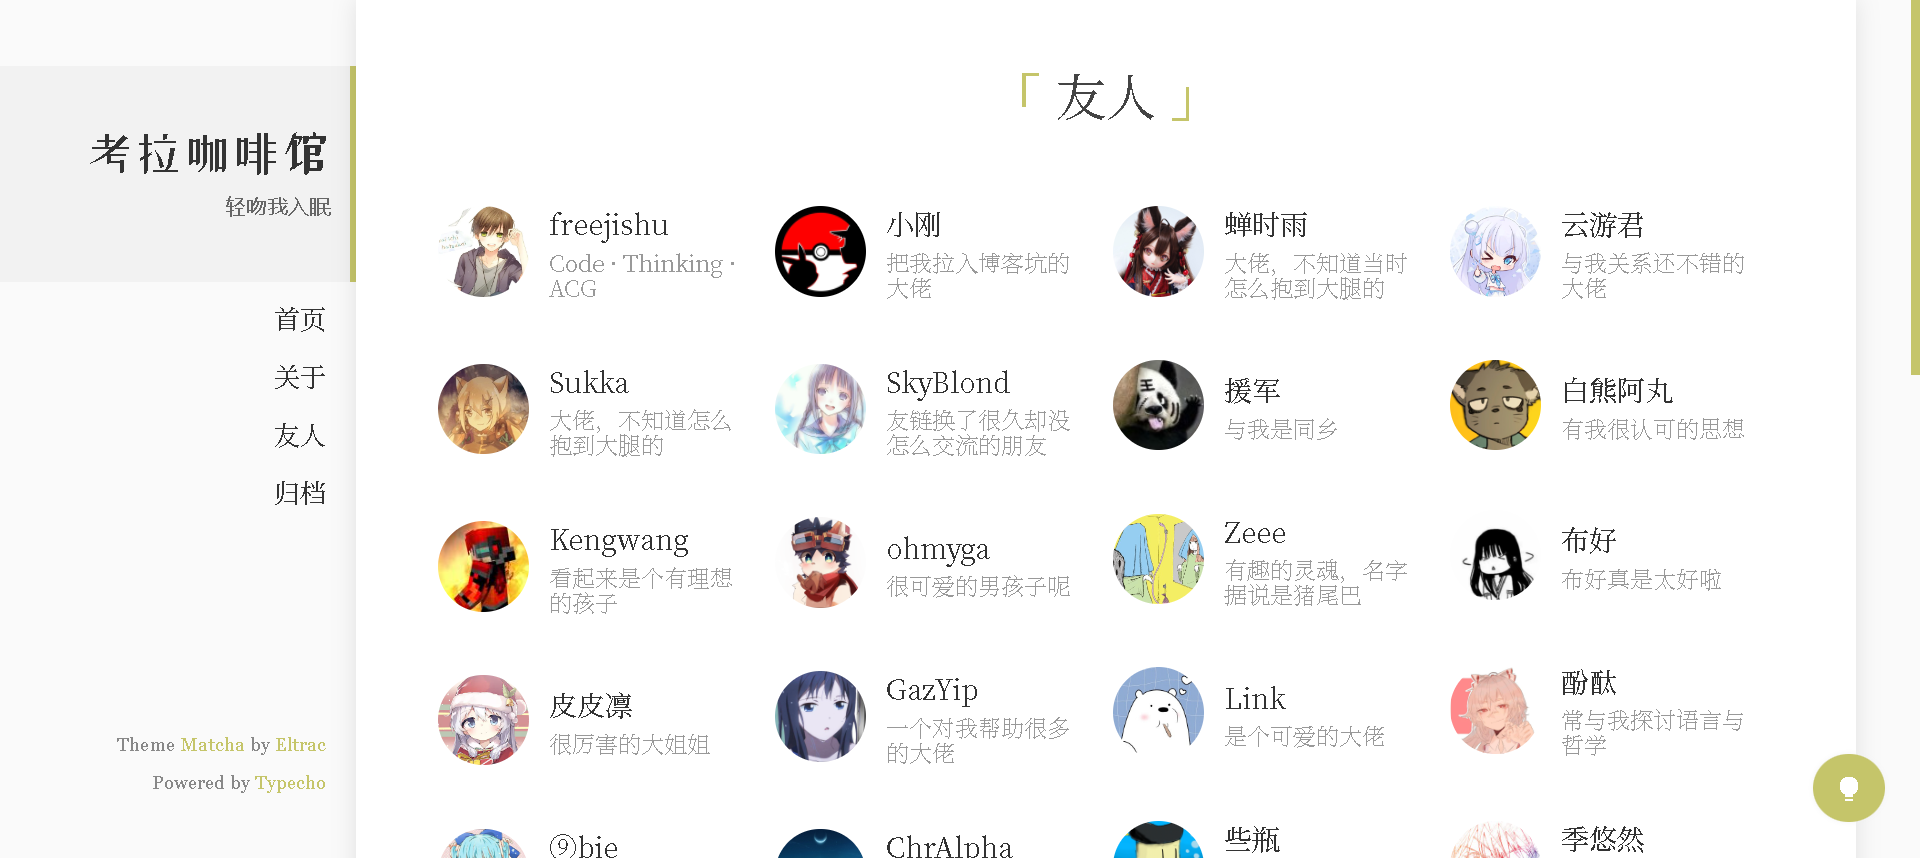 考拉咖啡馆
轻吻我入眠
首页
关于
友人
归档
Theme Matcha by Eltrac
Powered by Typecho
「 友人 」
freejishu
Code · Thinking ·
ACG
小刚
把我拉入博客坑的
大佬
蝉时雨
大佬，不知道当时
怎么抱到大腿的
云游君
与我关系还不错的
大佬
Sukka
大佬，不知道怎么
抱到大腿的
SkyBlond
友链换了很久却没
怎么交流的朋友
援军
与我是同乡
白熊阿丸
有我很认可的思想
Kengwang
看起来是个有理想
的孩子
ohmyga
很可爱的男孩子呢
Zeee
有趣的灵魂，名字
据说是猪尾巴
布好
布好真是太好啦
皮皮凛
很厉害的大姐姐
GazYip
一个对我帮助很多
的大佬
Link
是个可爱的大佬
酚酞
常与我探讨语言与
哲学
⑨bie
ChrAlpha
些瓶
季悠然